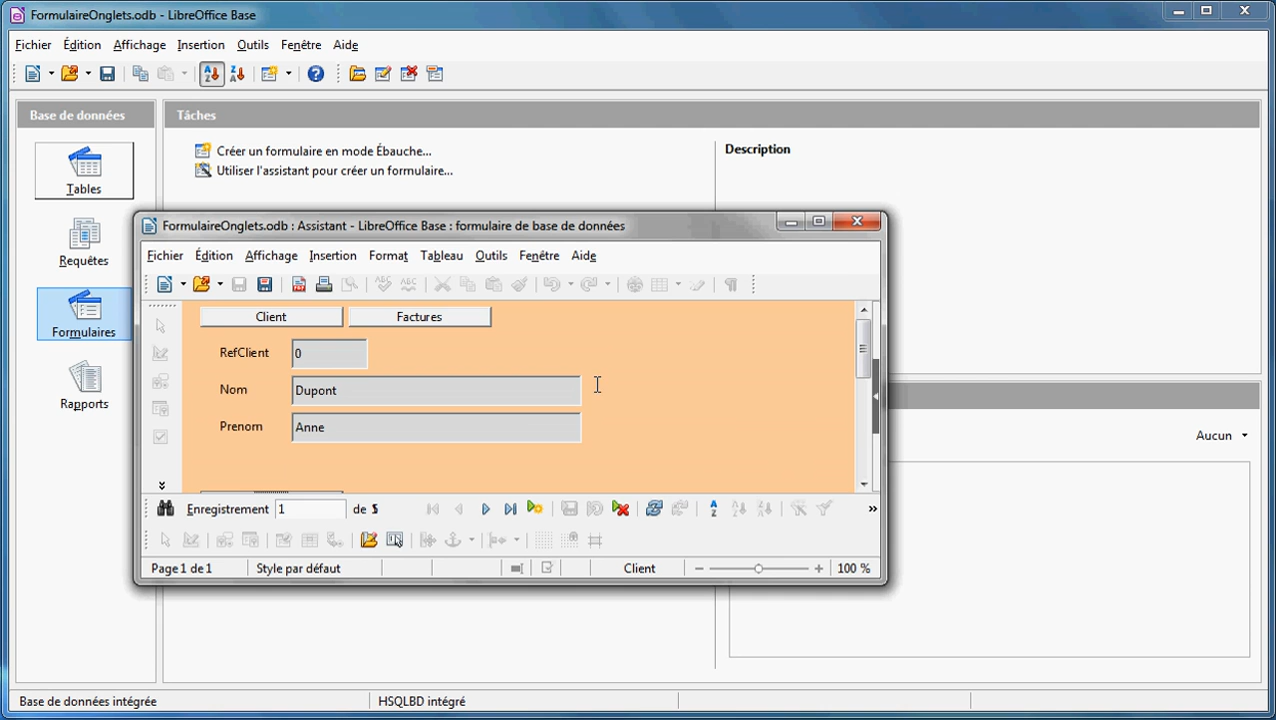 FormulaireOnglets.odb - LibreOffice Base
Fichier Édition Affichage Insertion Outils Fenêtre Aide
Base de données
Tâches
Tables
Requêtes
Formulaires
Rapports
Créer un formulaire en mode Ébauche...
Utiliser l'assistant pour créer un formulaire...
Description
Aucun
FormulaireOnglets.odb : Assistant - LibreOffice Base : formulaire de base de données
Fichier Édition Affichage Insertion Format Tableau Outils Fenêtre Aide
Client Factures
RefClient 0
Nom Dupont
Prenom Anne
Enregistrement 1 de 5
Page 1 de 1 Style par défaut Client 100 %
Base de données intégrée HSQLBD intégré